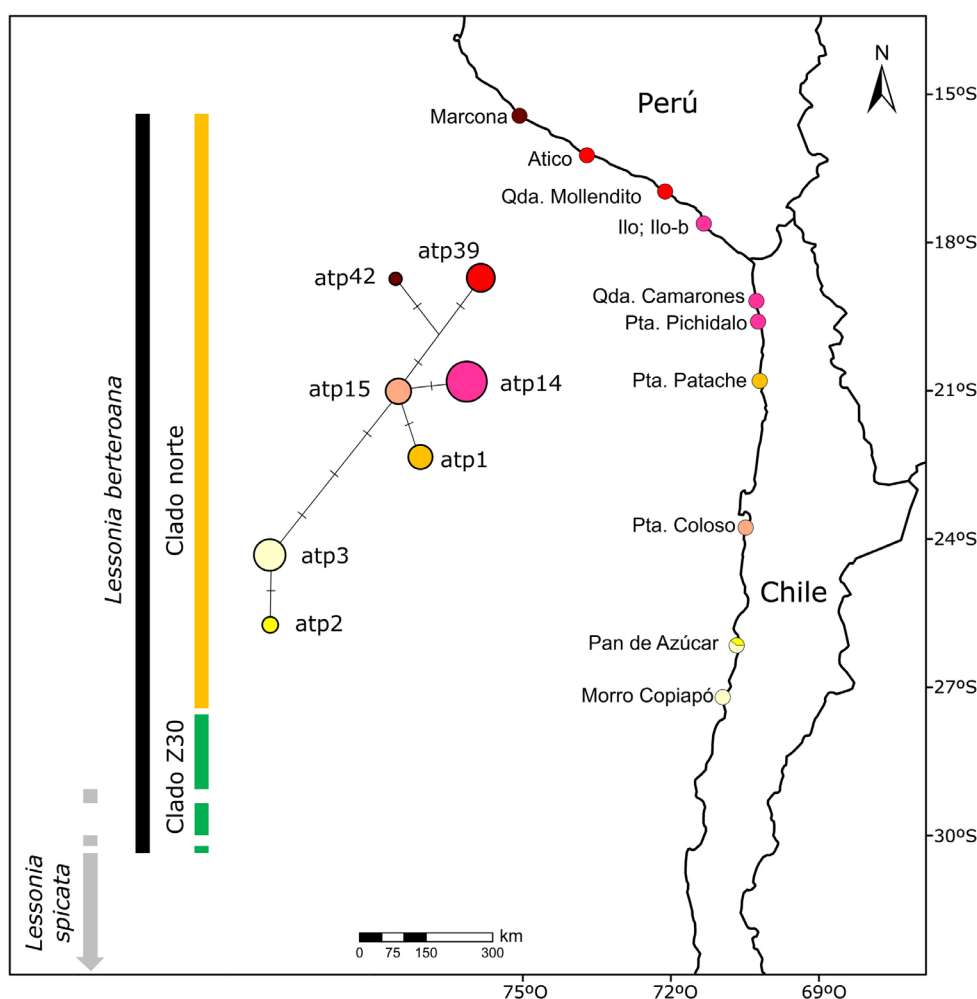 N
Perú
15ºS
Marcona
Atico
Qda. Mollendito
Ilo; Ilo-b
18ºS
atp39
atp42
Qda. Camarones
Pta. Pichidalo
atp15
atp14
Pta. Patache
21ºS
atp1
Lessonia berteroana
Clado norte
Pta. Coloso
24ºS
atp3
Chile
atp2
Pan de Azúcar
27ºS
Morro Copiapó
Clado Z30
30ºS
Lessonia
spicata
km
0 75 150 300
75ºO 72ºO 69ºO